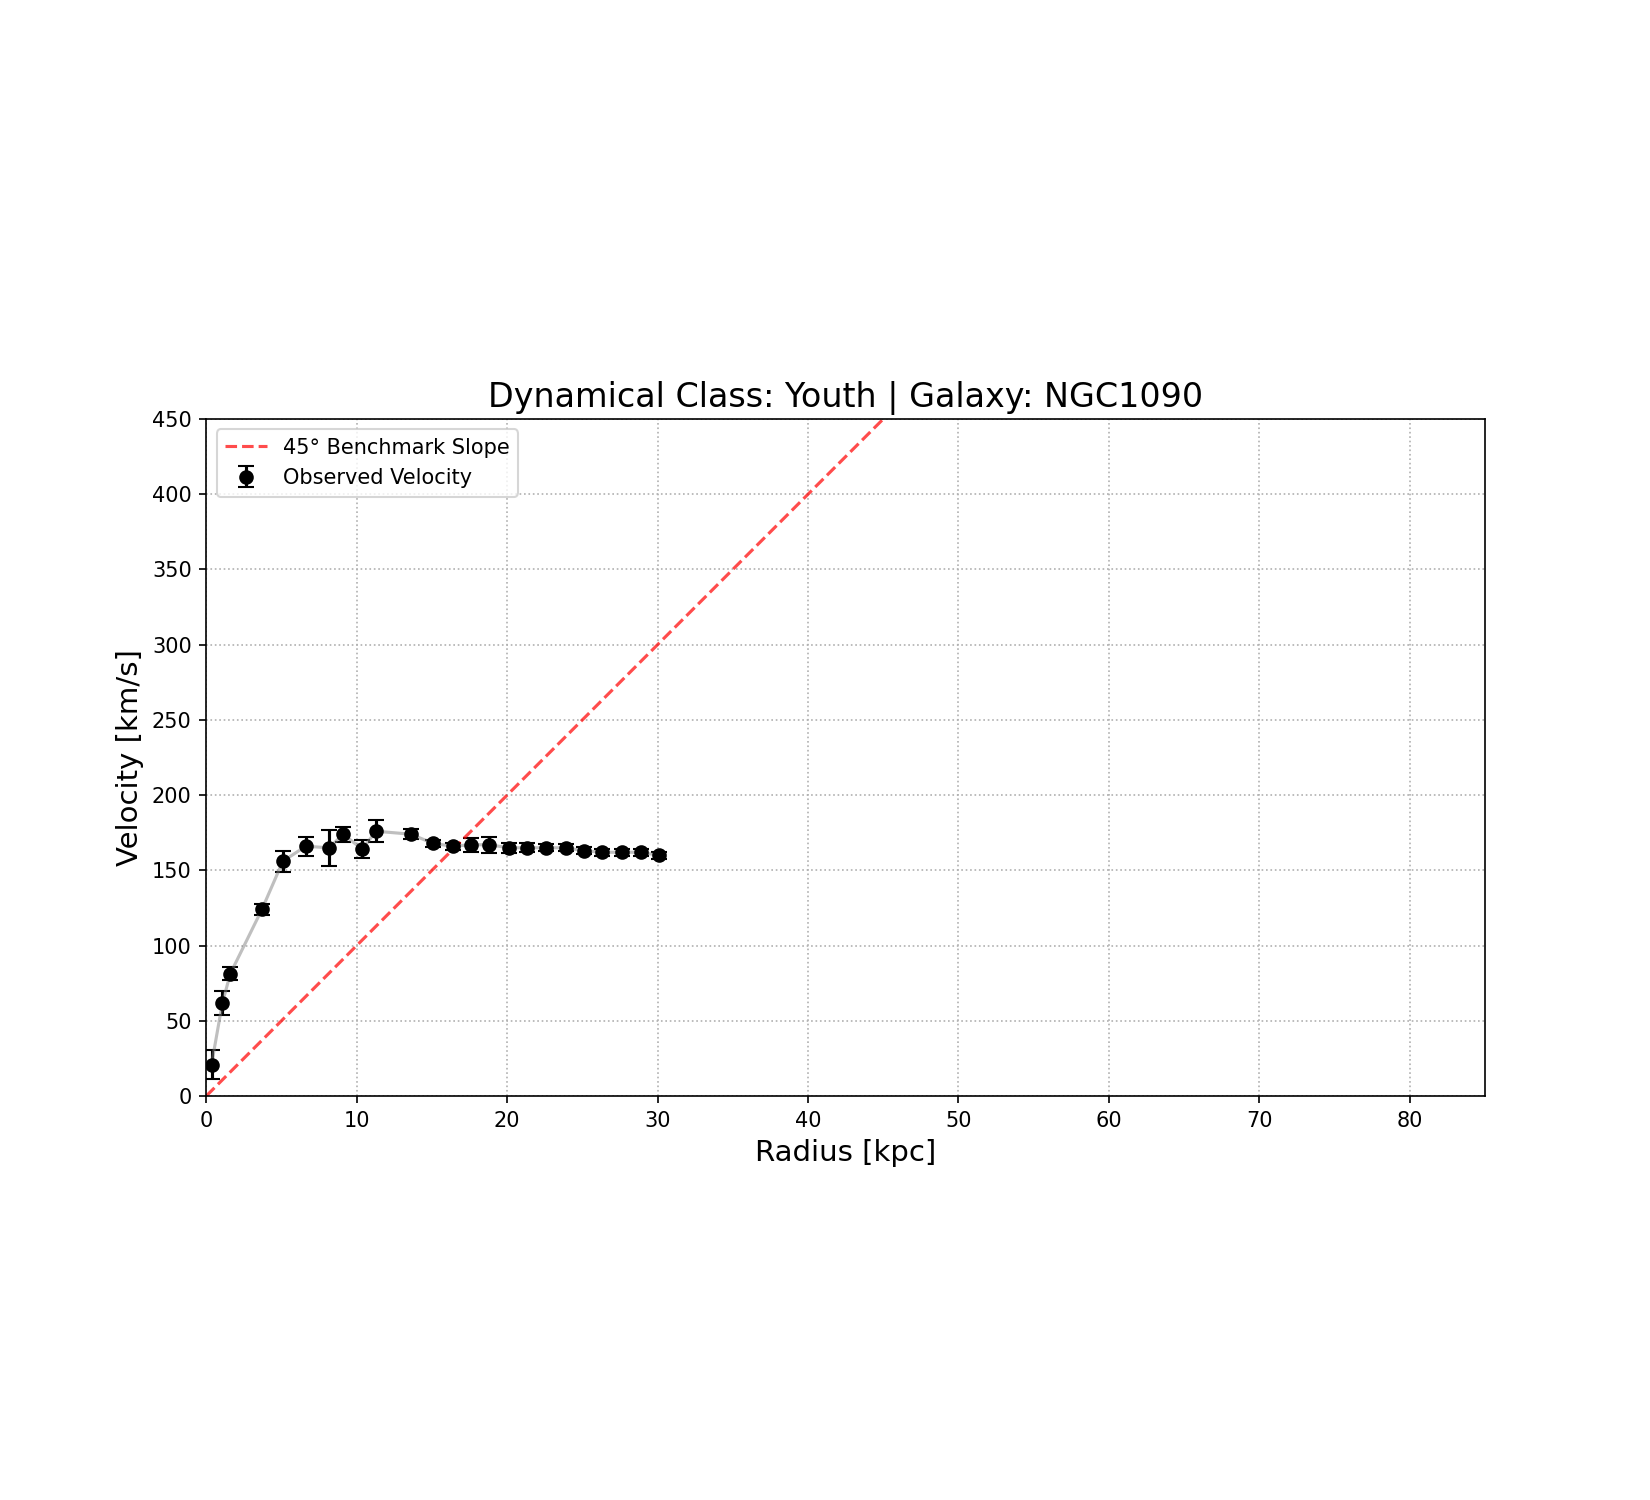 Dynamical Class: Youth | Galaxy: NGC1090
450
400
350
300
250
200
150
100
50
0
45° Benchmark Slope
Observed Velocity
Velocity [km/s]
0 10 20 30 40 50 60 70 80
Radius [kpc]